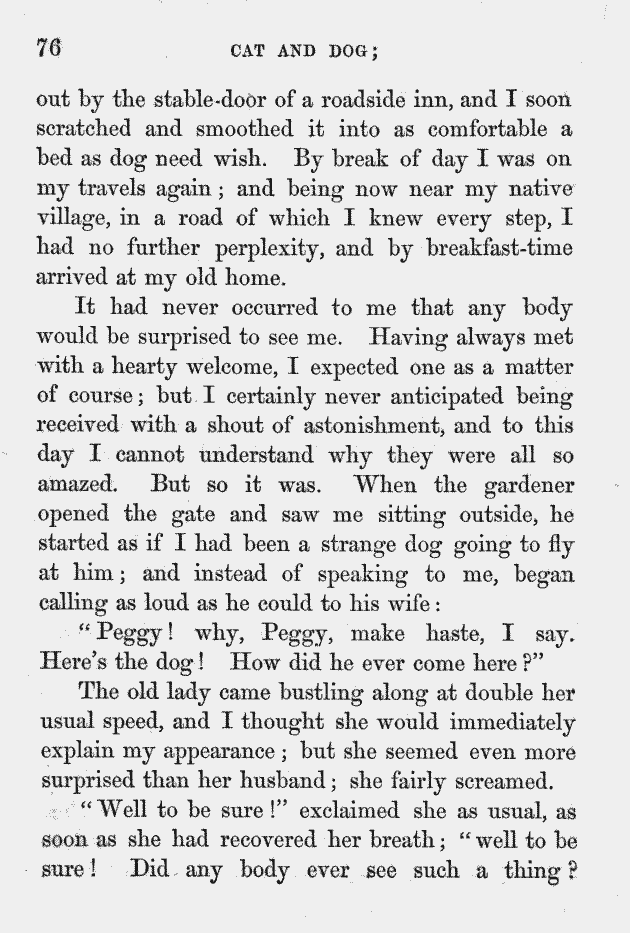 76
CAT AND DOG;
out by the stable-door of a roadside inn, and I soon
scratched and smoothed it into as comfortable a
bed as dog need wish. By break of day I was on
my travels again; and being now near my native
village, in a road of which I knew every step, I
had no further perplexity, and by breakfast-time
arrived at my old home.
It had never occurred to me that any body
would be surprised to see me. Having always met
with a hearty welcome, I expected one as a matter
of course; but I certainly never anticipated being
received with a shout of astonishment, and to this
day I cannot understand why they were all so
amazed. But so it was. When the gardener
opened the gate and saw me sitting outside, he
started as if I had been a strange dog going to fly
at him; and instead of speaking to me, began
calling as loud as he could to his wife:
"Peggy! why, Peggy, make haste, I say.
Here's the dog! How did he ever come here?"
The old lady came bustling along at double her
usual speed, and I thought she would immediately
explain my appearance; but she seemed even more
surprised than her husband; she fairly screamed.
"Well to be sure!" exclaimed she as usual, as
soon as she had recovered her breath; "well to be
sure! Did any body ever see such a thing?